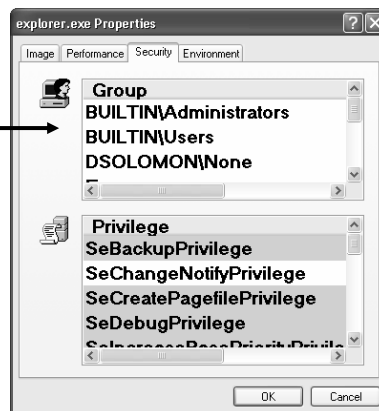 explorer.exe Properties
Image Performance Security Environment
Group
BUILTIN\Administrators
BUILTIN\Users
DSOLOMON\None
Privilege
SeBackupPrivilege
SeChangeNotifyPrivilege
SeCreatePagefilePrivilege
SeDebugPrivilege
SeIncreaseBasePriorityPrivile
OK Cancel